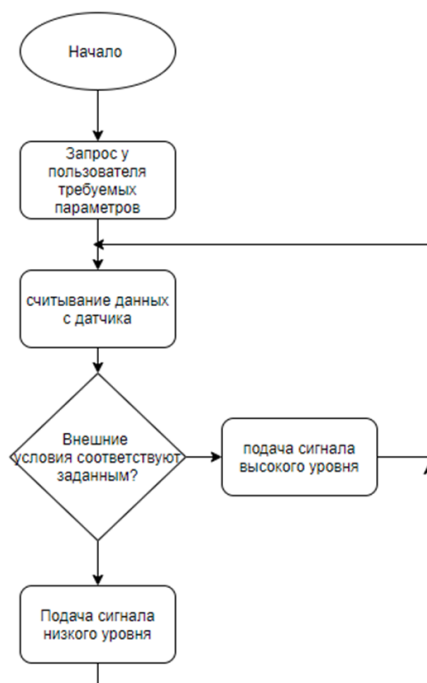 Начало
Запрос у
пользователя
требуемых
параметров
считывание данных
с датчика
Внешние
условия соответствуют
заданным?
подача сигнала
высокого уровня
Подача сигнала
низкого уровня